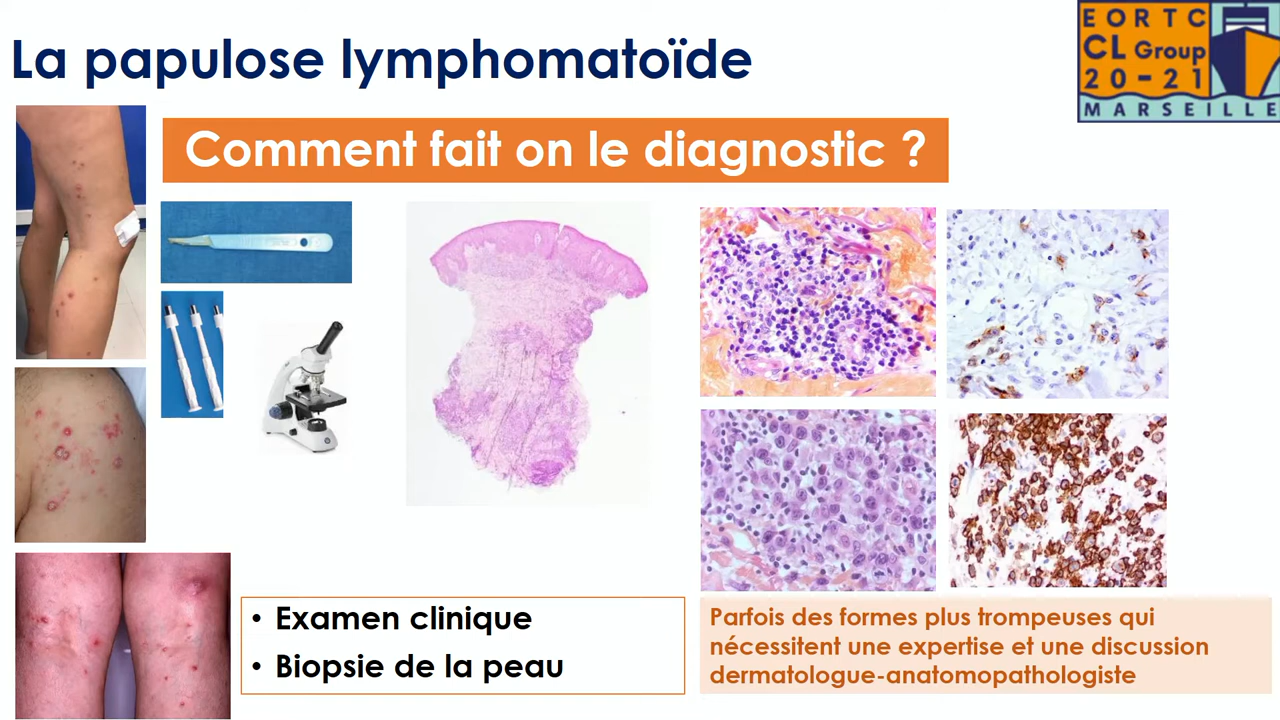 La papulose lymphomatoïde
EORTC
CL Group
20-21
MARSEILLE
Comment fait on le diagnostic ?
• Examen clinique
• Biopsie de la peau
Parfois des formes plus trompeuses qui
nécessitent une expertise et une discussion
dermatologue-anatomopathologiste